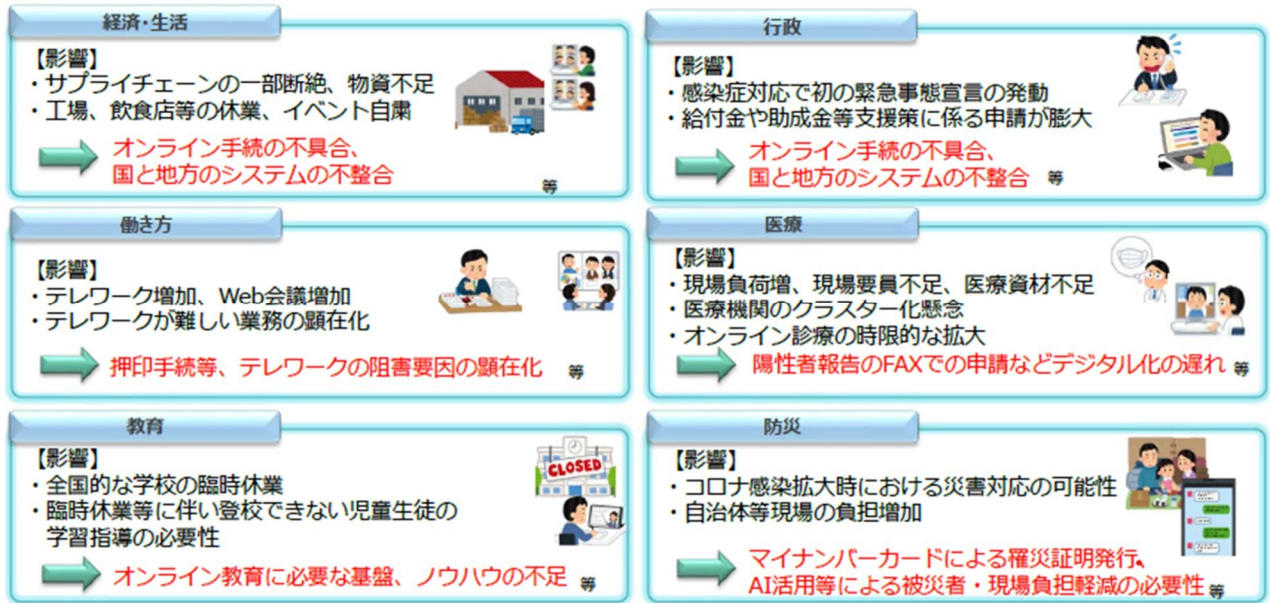 経済・生活
【影響】
・サプライチェーンの一部断絶、物資不足
・工場、飲食店等の休業、イベント自粛
オンライン手続の不具合、
国と地方のシステムの不整合
等
行政
【影響】
・感染症対応で初の緊急事態宣言の発動
・給付金や助成金等支援策に係る申請が膨大
オンライン手続の不具合、
国と地方のシステムの不整合 等
働き方
【影響】
・テレワーク増加、Web会議増加
・テレワークが難しい業務の顕在化
押印手続等、テレワークの阻害要因の顕在化 等
医療
【影響】
・現場負荷増、現場要員不足、医療資材不足
・医療機関のクラスター化懸念
・オンライン診療の時限的な拡大
陽性者報告のFAXでの申請などデジタル化の遅れ 等
教育
【影響】
・全国的な学校の臨時休業
・臨時休業等に伴い登校できない児童生徒の
学習指導の必要性
オンライン教育に必要な基盤、ノウハウの不足 等
CLOSED
防災
【影響】
・コロナ感染拡大時における災害対応の可能性
・自治体等現場の負担増加
マイナンバーカードによる罹災証明発行、
AI活用等による被災者・現場負担軽減の必要性 等